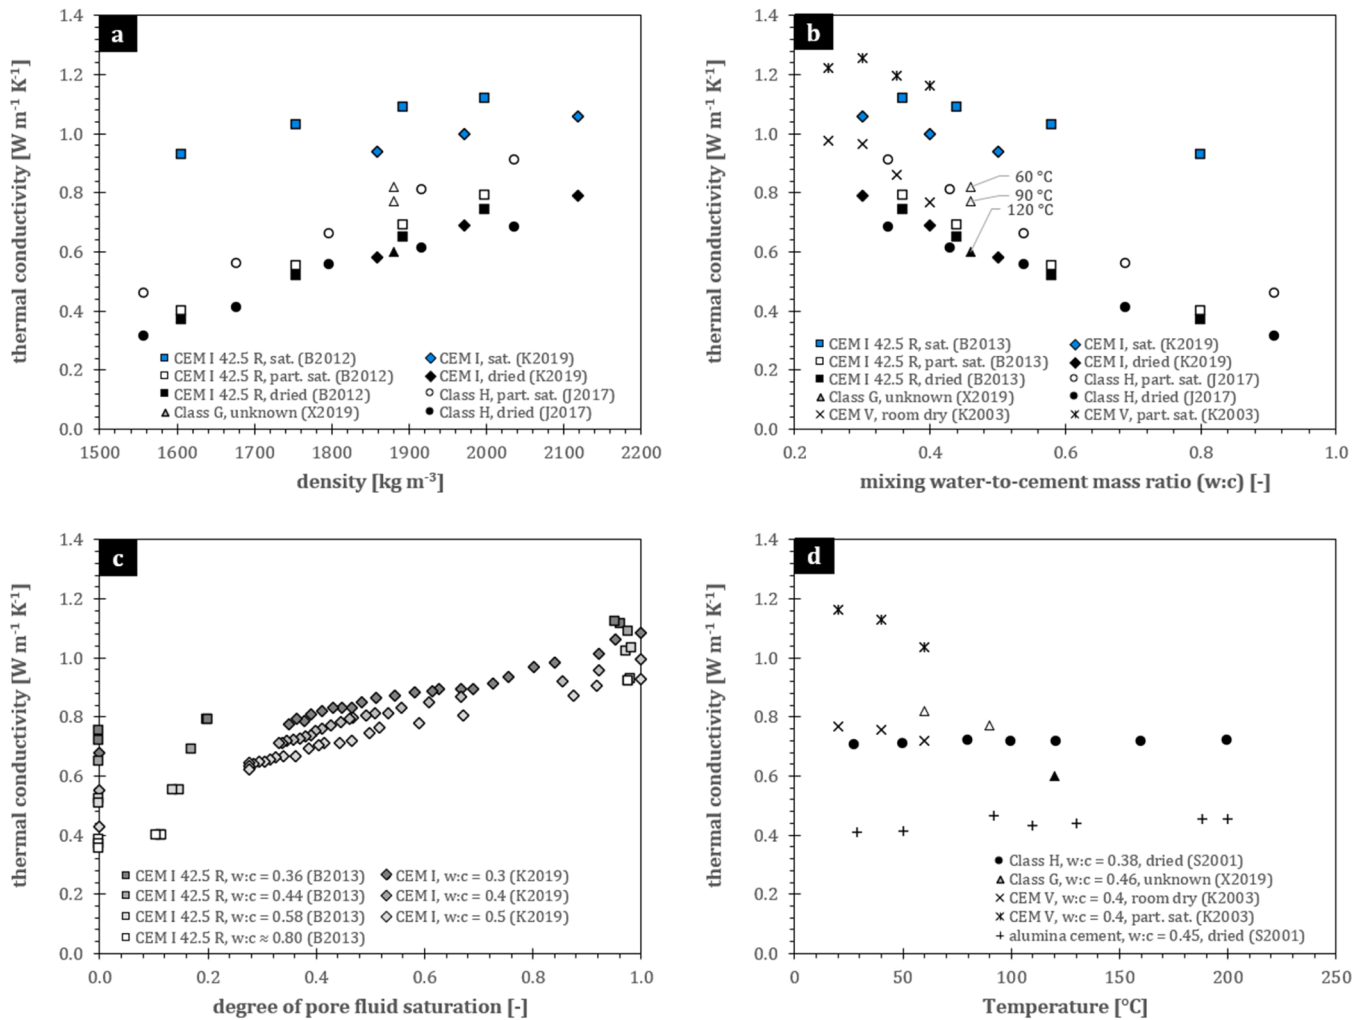 a
1.4
1.2
1.0
0.8
0.6
0.4
0.2
0.0
thermal conductivity [W m-1 K-1]
CEM I 42.5 R, sat. (B2012)
CEM I 42.5 R, part. sat. (B2012)
CEM I 42.5 R, dried (B2012)
Class G, unknown (X2019)
CEM I, sat. (K2019)
CEM I, dried (K2019)
Class H, part. sat. (J2017)
Class H, dried (J2017)
1500 1600 1700 1800 1900 2000 2100 2200
density [kg m-3]
b
1.4
1.2
1.0
0.8
0.6
0.4
0.2
0.0
thermal conductivity [W m-1 K-1]
60 °C
90 °C
120 °C
CEM I 42.5 R, sat. (B2013)
CEM I 42.5 R, part. sat. (B2013)
CEM I 42.5 R, dried (B2013)
Class G, unknown (X2019)
CEM V, room dry (K2003)
CEM I, sat. (K2019)
CEM I, dried (K2019)
Class H, part. sat. (J2017)
Class H, dried (J2017)
CEM V, part. sat. (K2003)
0.2 0.4 0.6 0.8 1.0
mixing water-to-cement mass ratio (w:c) [-]
c
1.4
1.2
1.0
0.8
0.6
0.4
0.2
0.0
thermal conductivity [W m-1 K-1]
CEM I 42.5 R, w:c = 0.36 (B2013)
CEM I 42.5 R, w:c = 0.44 (B2013)
CEM I 42.5 R, w:c = 0.58 (B2013)
CEM I 42.5 R, w:c ≈ 0.80 (B2013)
CEM I, w:c = 0.3 (K2019)
CEM I, w:c = 0.4 (K2019)
CEM I, w:c = 0.5 (K2019)
0.0 0.2 0.4 0.6 0.8 1.0
degree of pore fluid saturation [-]
d
1.4
1.2
1.0
0.8
0.6
0.4
0.2
0.0
thermal conductivity [W m-1 K-1]
Class H, w:c = 0.38, dried (S2001)
Class G, w:c = 0.46, unknown (X2019)
CEM V, w:c = 0.4, room dry (K2003)
CEM V, w:c = 0.4, part. sat. (K2003)
alumina cement, w:c = 0.45, dried (S2001)
0 50 100 150 200 250
Temperature [°C]